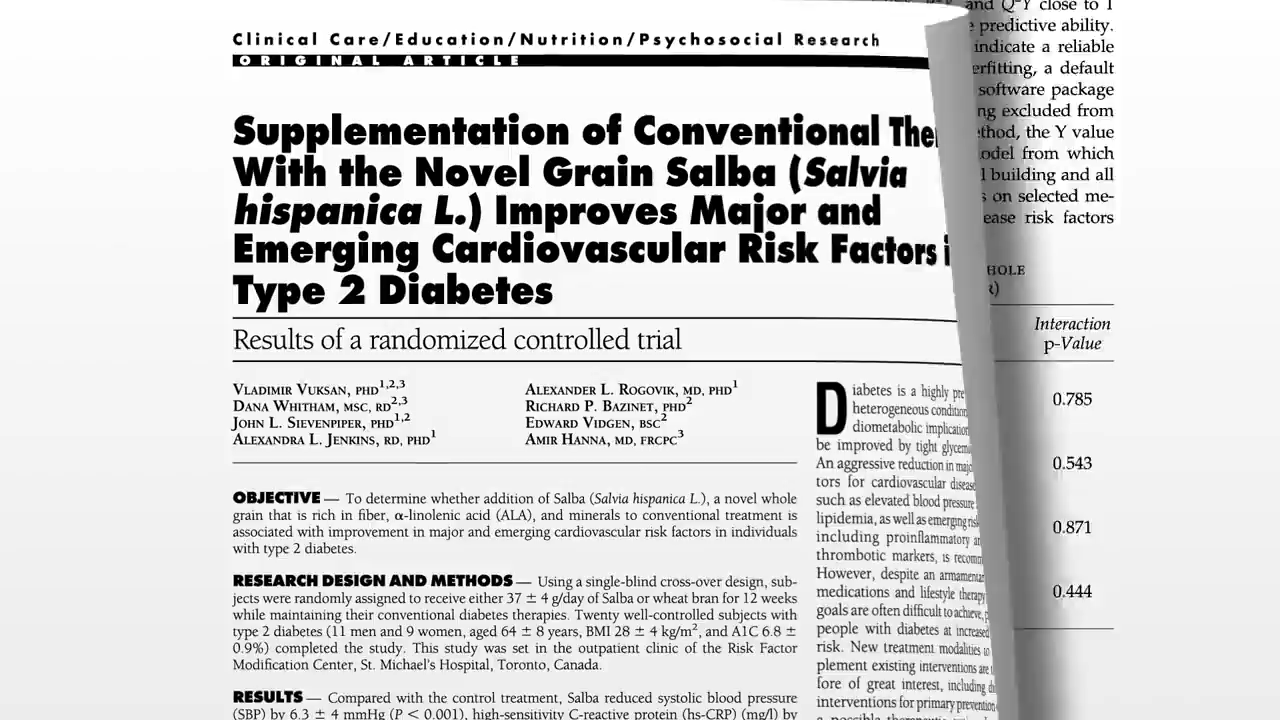 Clinical Care/Education/Nutrition/Psychosocial Research
ORIGINAL ARTICLE
Supplementation of Conventional
With the Novel Grain Salba (Salvia
hispanica L.) Improves Major and
Emerging Cardiovascular Risk Factors
Type 2 Diabetes
Results of a randomized controlled trial
VLADIMIR VUKSAN, PHD1,2,3
DANA WHITHAM, MSC, RD2,3
JOHN L. SIEVENPIPER, PHD1,2
ALEXANDRA L. JENKINS, RD, PHD1
ALEXANDER L. ROGOVIK, MD, PHD1
RICHARD P. BAZINET, PHD2
EDWARD VIDGEN, BSC2
AMIR HANNA, MD, FRCPC3
OBJECTIVE — To determine whether addition of Salba (Salvia hispanica L.), a novel whole
grain that is rich in fiber, α-linolenic acid (ALA), and minerals to conventional treatment is
associated with improvement in major and emerging cardiovascular risk factors in individuals
with type 2 diabetes.
RESEARCH DESIGN AND METHODS — Using a single-blind cross-over design, sub-
jects were randomly assigned to receive either 37 ± 4 g/day of Salba or wheat bran for 12 weeks
while maintaining their conventional diabetes therapies. Twenty well-controlled subjects with
type 2 diabetes (11 men and 9 women, aged 64 ± 8 years, BMI 28 ± 4 kg/m2, and A1C 6.8 ±
0.9%) completed the study. This study was set in the outpatient clinic of the Risk Factor
Modification Center, St. Michael's Hospital, Toronto, Canada.
RESULTS — Compared with the control treatment, Salba reduced systolic blood pressure
(SBP) by 6.3 ± 4 mmHg (P < 0.001), high-sensitivity C-reactive protein (hs-CRP) (mg/l) by
Diabetes is a highly
heterogeneous
diometabolic
be improved by tight
An aggressive reduction in
tors for cardiovascular
such as elevated blood pressure
lipidemia, as well as emerging
including proinflammatory
thrombotic markers, is
However, despite an
medications and lifestyle therapy
goals are often difficult to achieve,
people with diabetes at increased
risk. New treatment modalities to
plement existing interventions are
fore of great interest, including
interventions for primary prevention
a possible
and Q2Y close to 1
predictive ability.
indicate a reliable
a default
software package
excluded from
the Y value
from which
building and all
on selected me-
risk factors
Interaction
p-Value
0.785
0.543
0.871
0.444